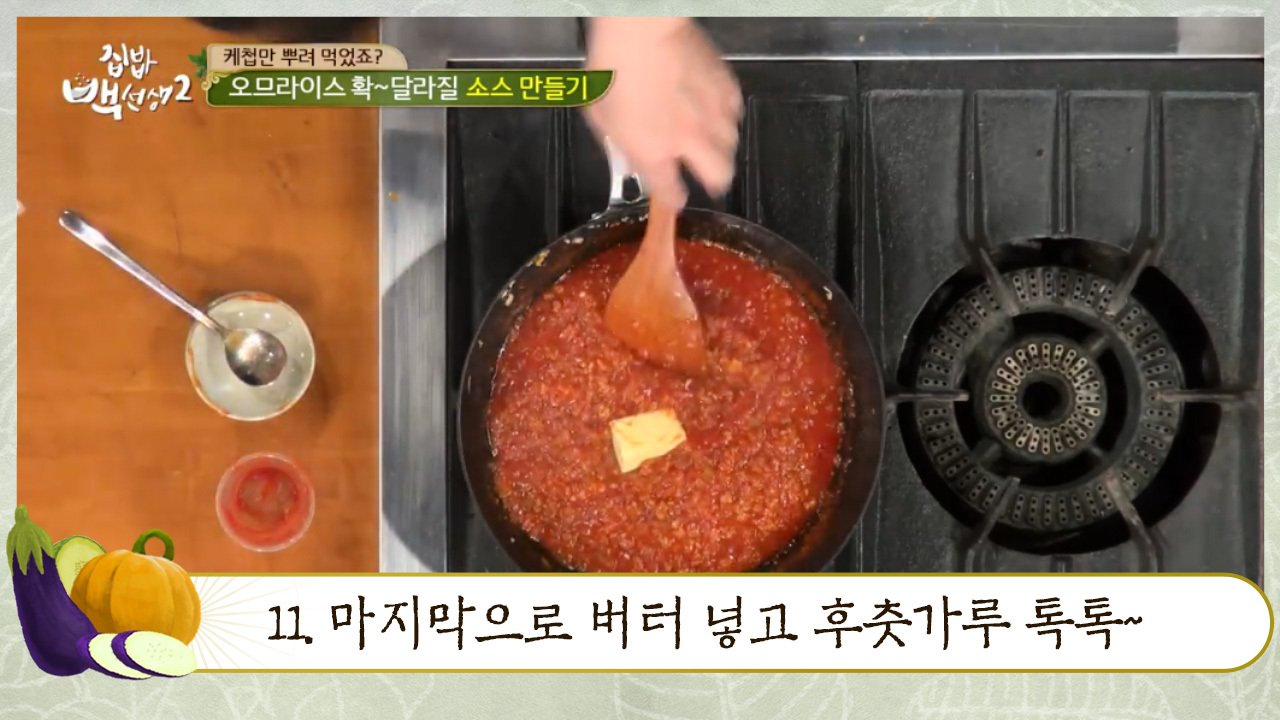 집밥
백선생2
케첩만 뿌려 먹었죠?
오므라이스 확~달라질 소스 만들기
11. 마지막으로 버터 넣고 후춧가루 톡톡~